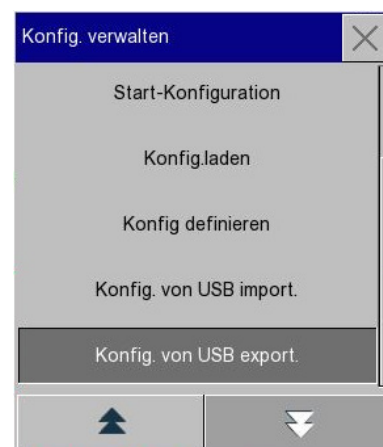 Konfig. verwalten
Start-Konfiguration
Konfig.laden
Konfig definieren
Konfig. von USB import.
Konfig. von USB export.